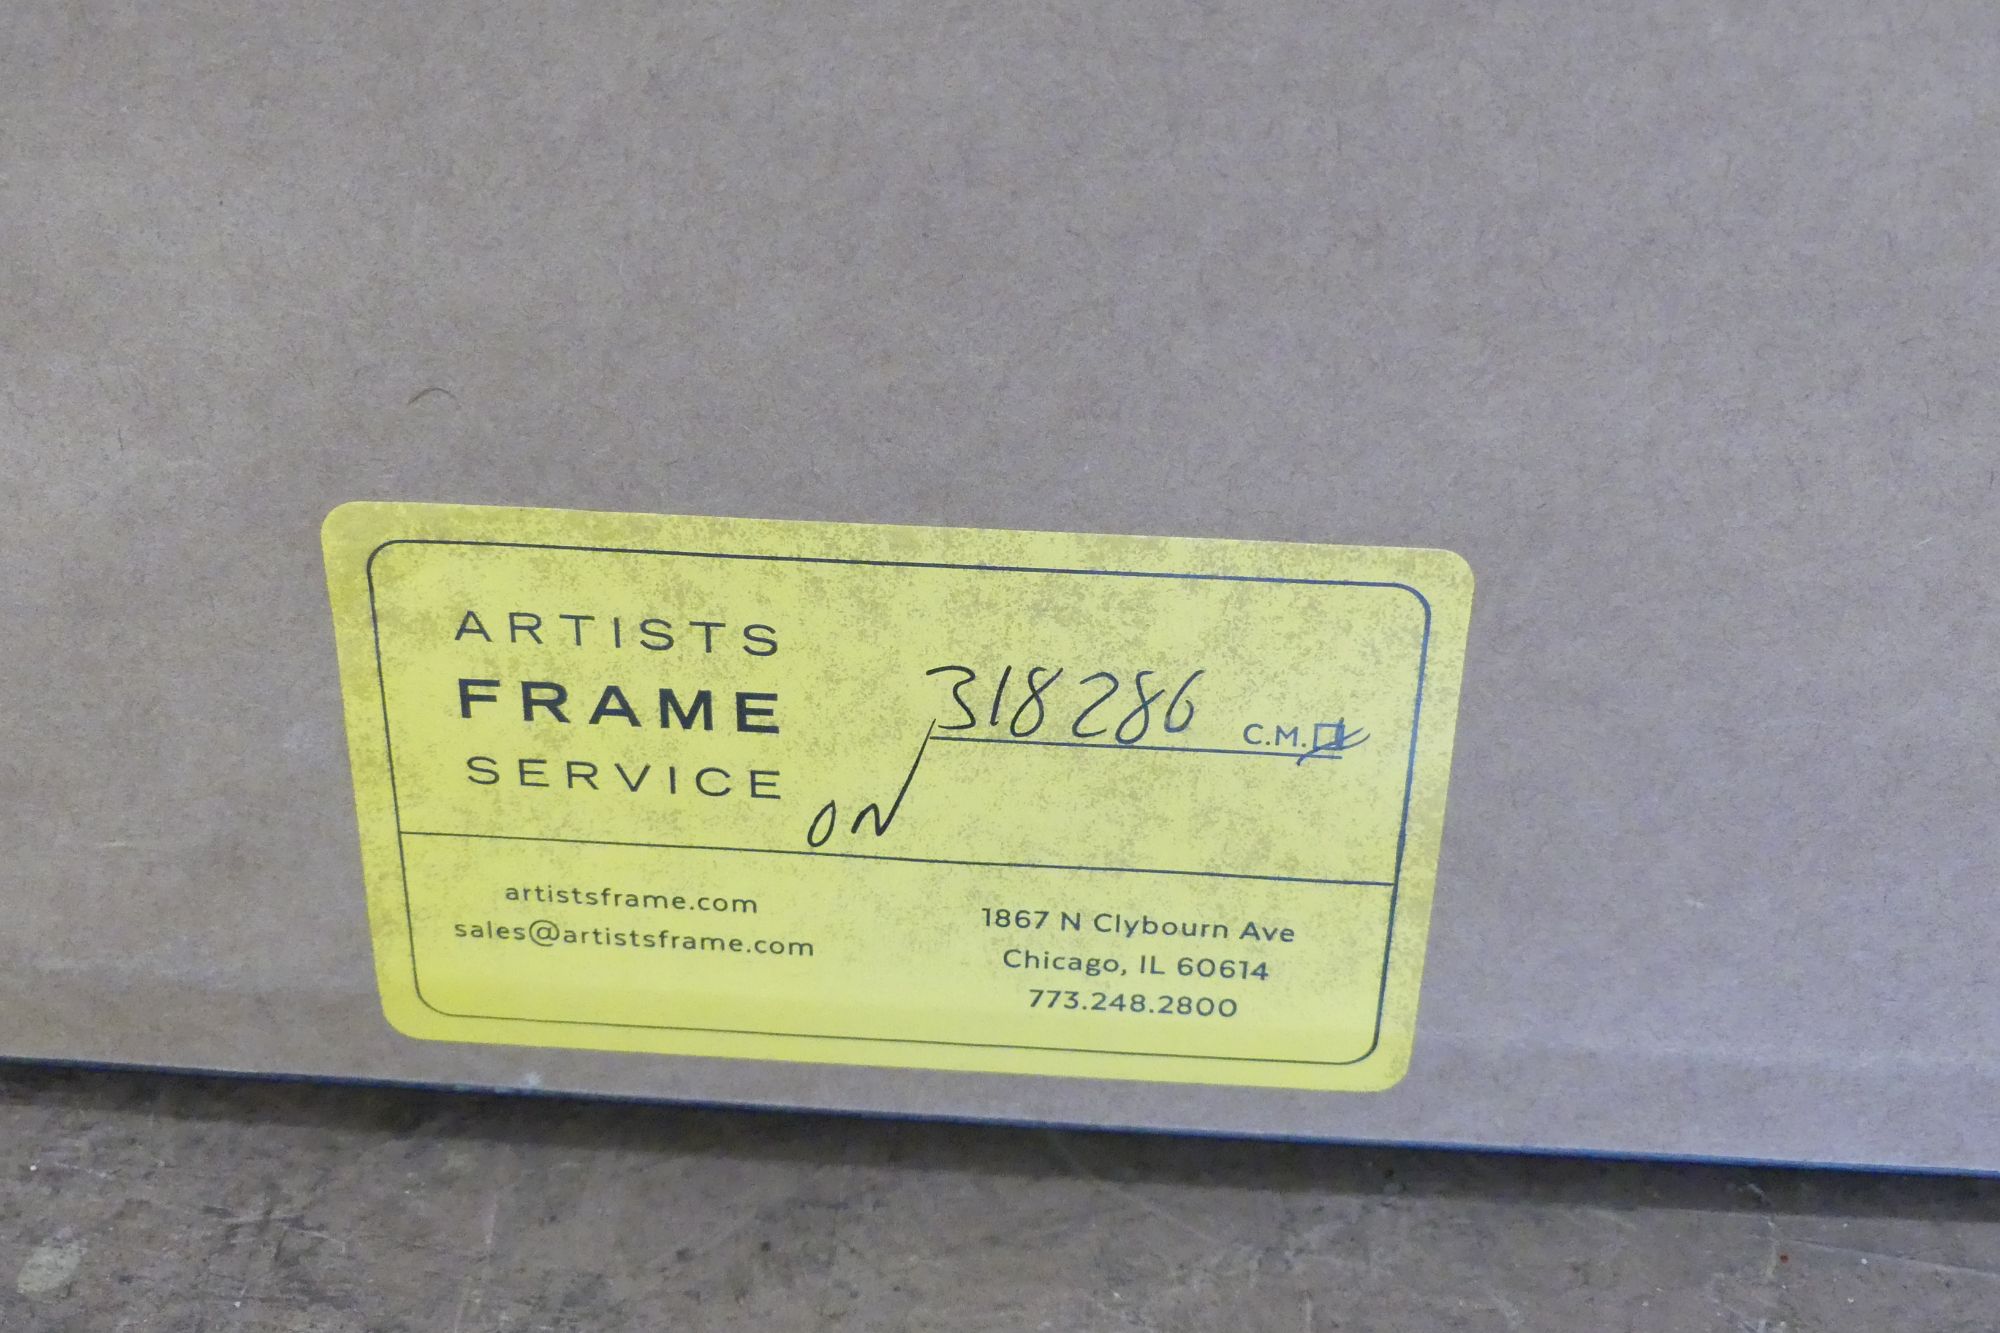 ARTISTS
FRAME
SERVICE
318286 C.M.
ON
artistsframe.com
sales@artistsframe.com
1867 N Clybourn Ave
Chicago, IL 60614
773.248.2800